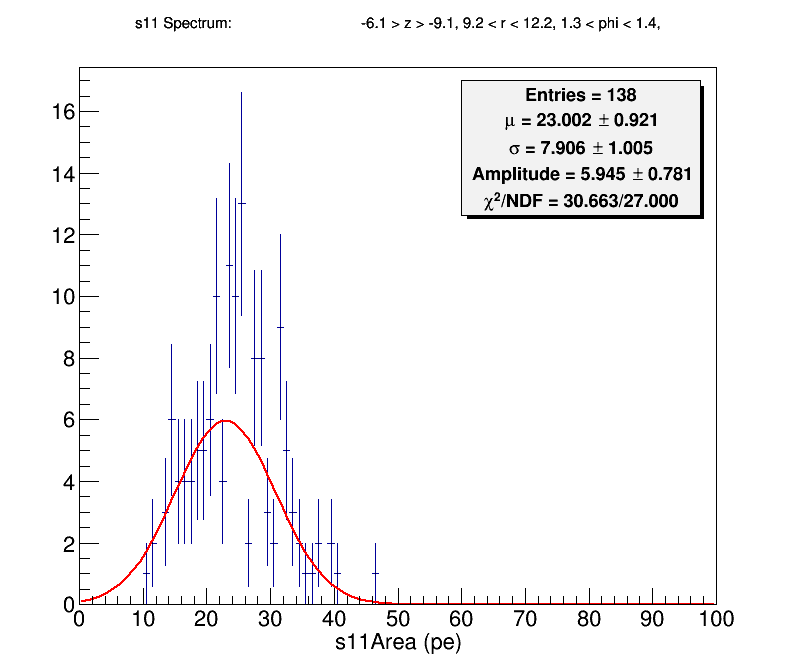 s11 Spectrum: -6.1 > z > -9.1, 9.2 < r < 12.2, 1.3 < phi < 1.4,
Entries = 138
μ = 23.002 ± 0.921
σ = 7.906 ± 1.005
Amplitude = 5.945 ± 0.781
χ²/NDF = 30.663/27.000
16
14
12
10
8
6
4
2
0
0 10 20 30 40 50 60 70 80 90 100
s11Area (pe)